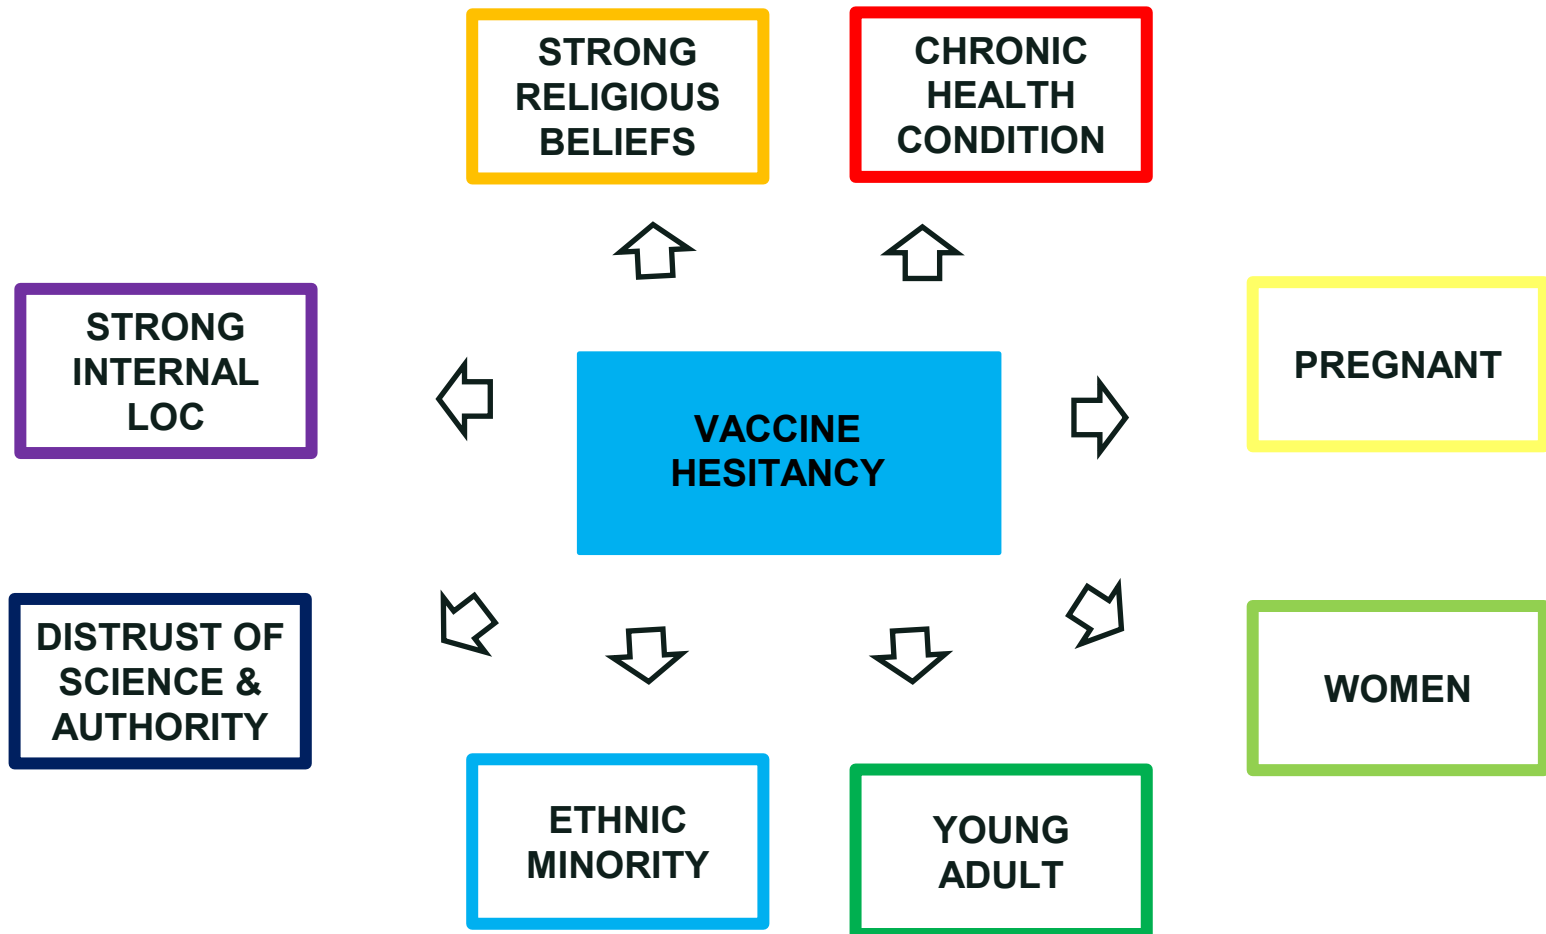 STRONG
RELIGIOUS
BELIEFS
CHRONIC
HEALTH
CONDITION
STRONG
INTERNAL
LOC
PREGNANT
VACCINE
HESITANCY
DISTRUST OF
SCIENCE &
AUTHORITY
WOMEN
ETHNIC
MINORITY
YOUNG
ADULT